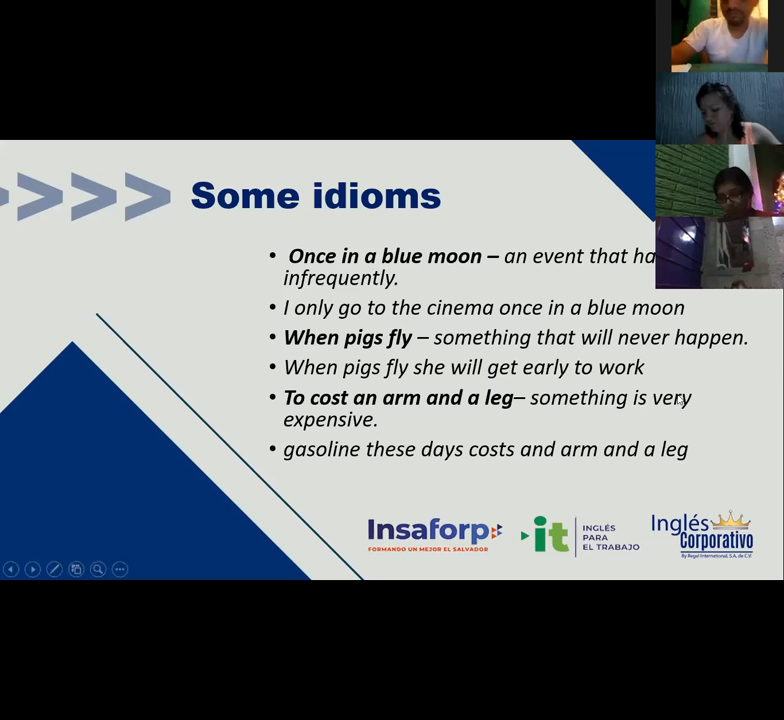 Some idioms
• Once in a blue moon – an event that
infrequently.
• I only go to the cinema once in a blue moon
• When pigs fly – something that will never happen.
• When pigs fly she will get early to work
• To cost an arm and a leg– something is very
expensive.
• gasoline these days costs and arm and a leg
Insaforp
FORMANDO UN MEJOR EL SALVADOR
it
INGLÉS
PARA
EL TRABAJO
Inglés
Corporativo
By Regal International, S.A. de C.V.